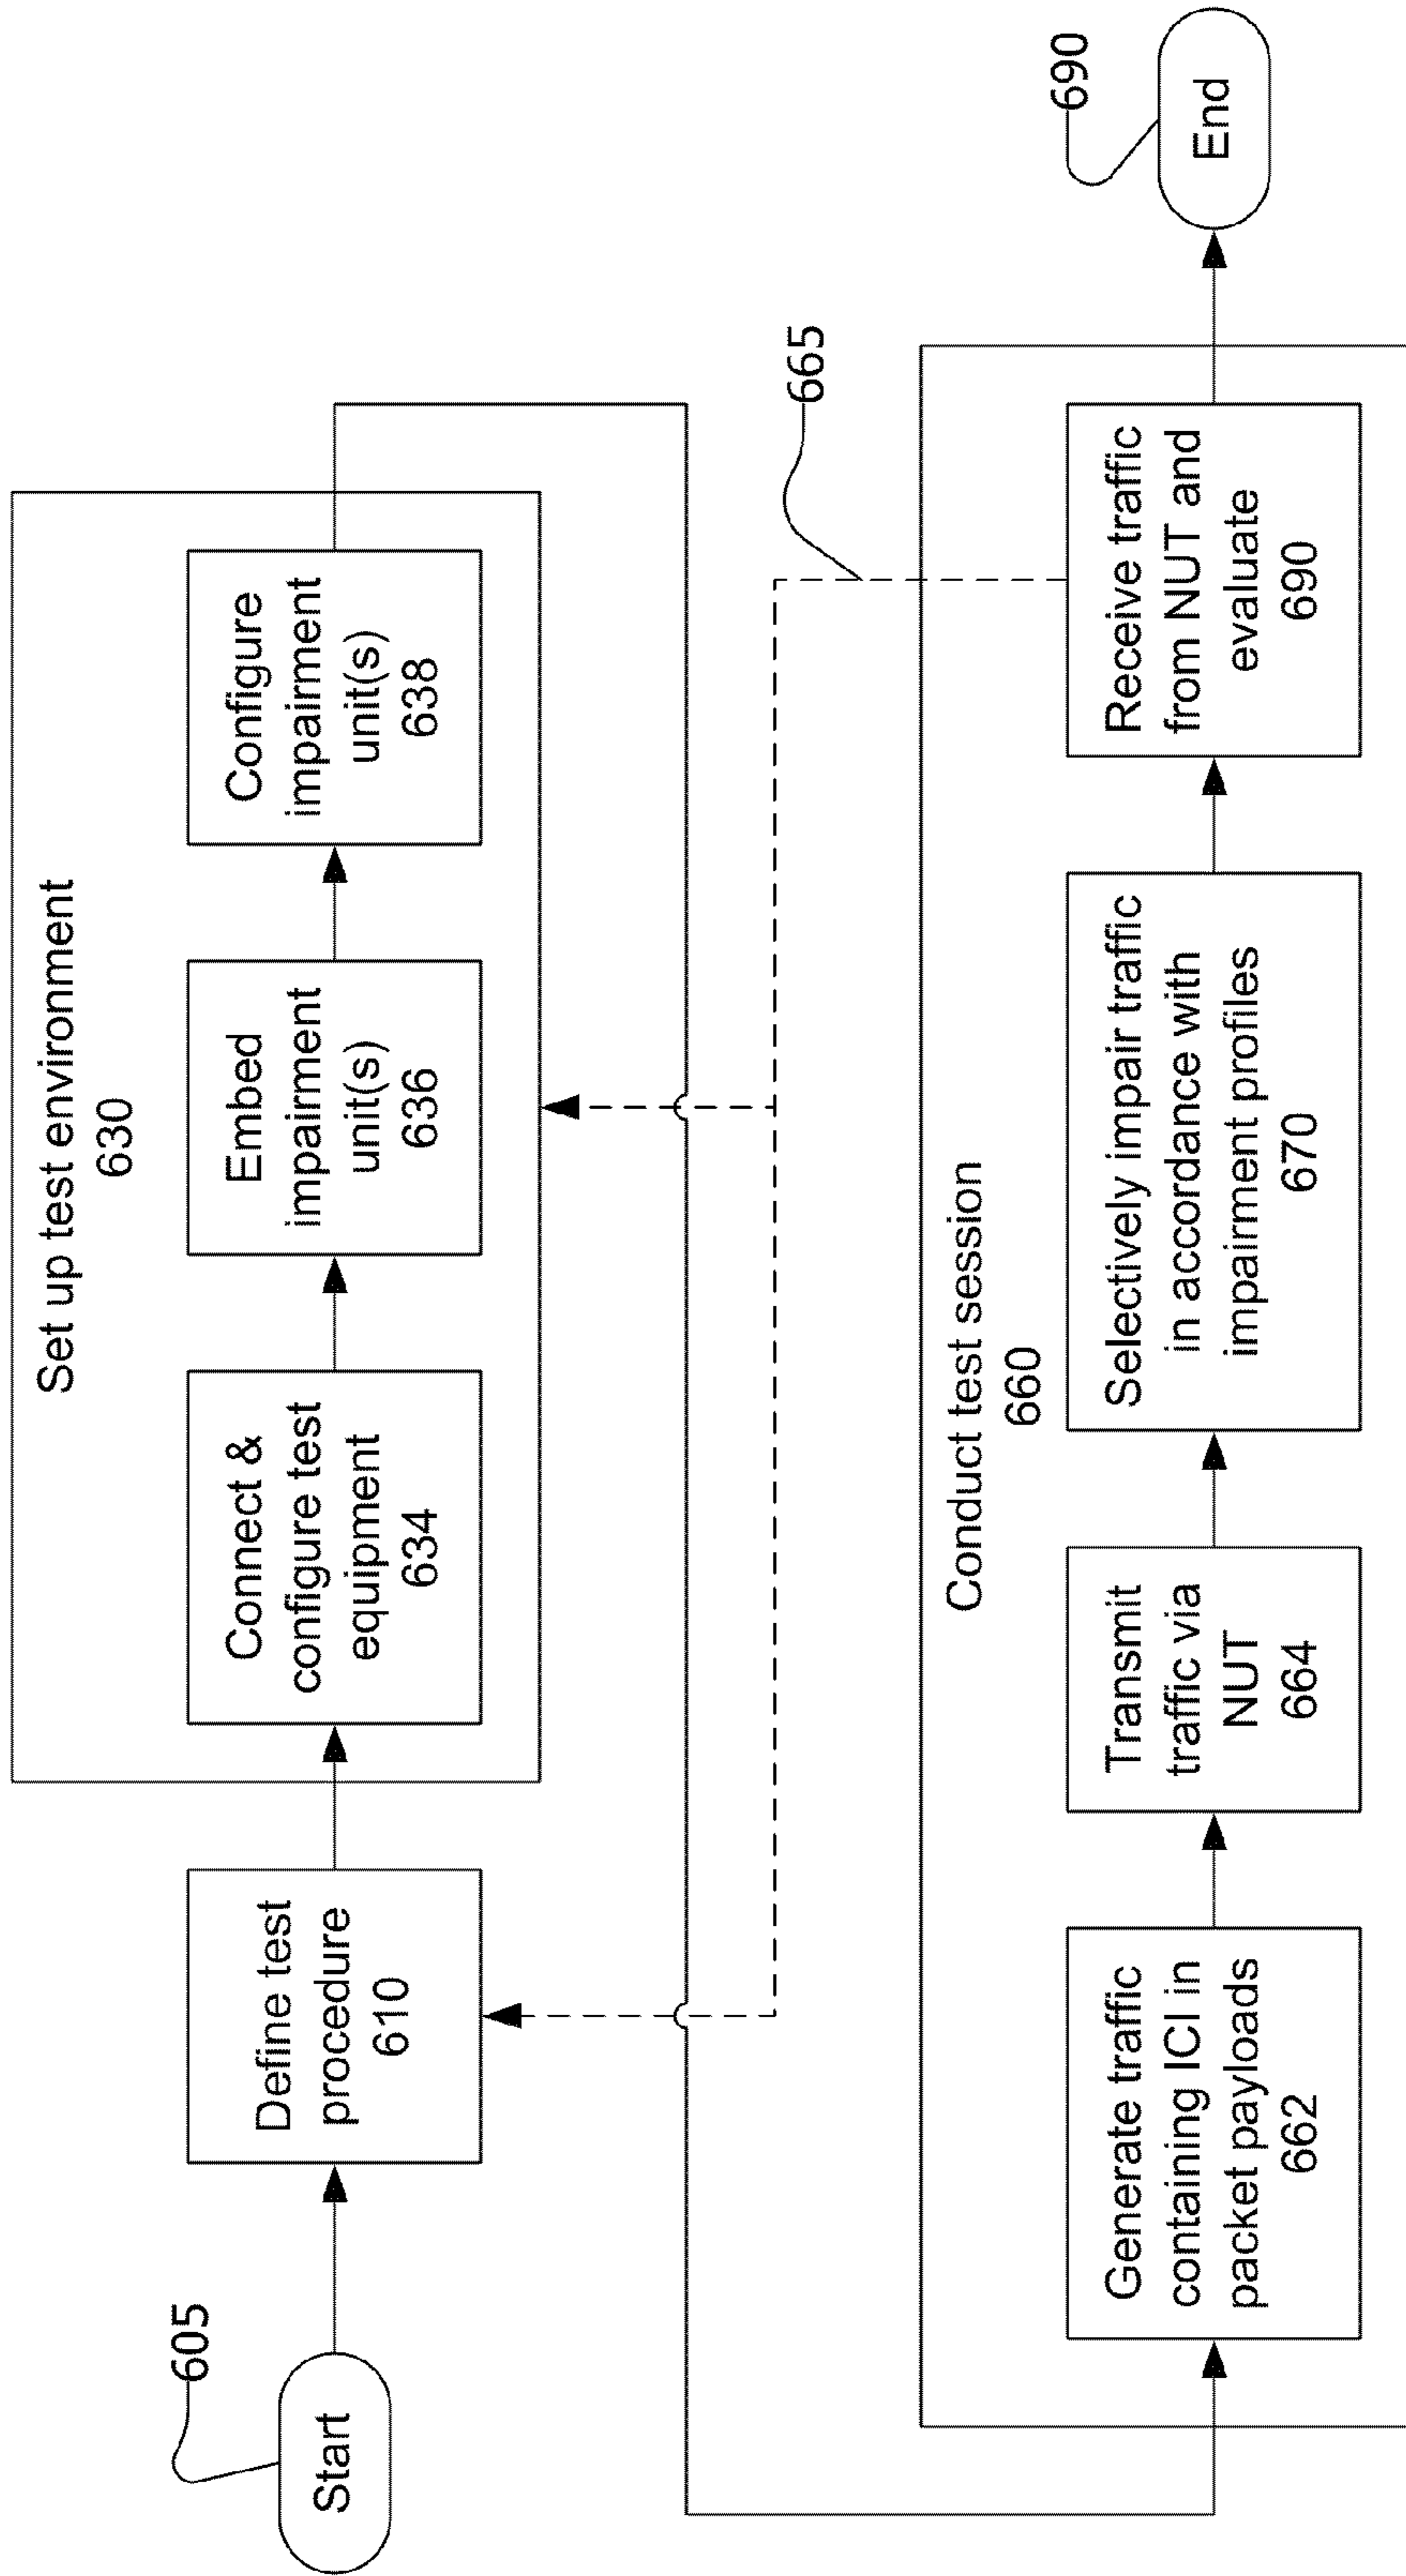 605
Start
Define test
procedure
610
Set up test environment
630
Connect &
configure test
equipment
634
Embed
impairment
unit(s)
636
Configure
impairment
unit(s)
638
665
Conduct test session
660
Generate traffic
containing ICI in
packet payloads
662
Transmit
traffic via
NUT
664
Selectively impair traffic
in accordance with
impairment profiles
670
Receive traffic
from NUT and
evaluate
690
690
End